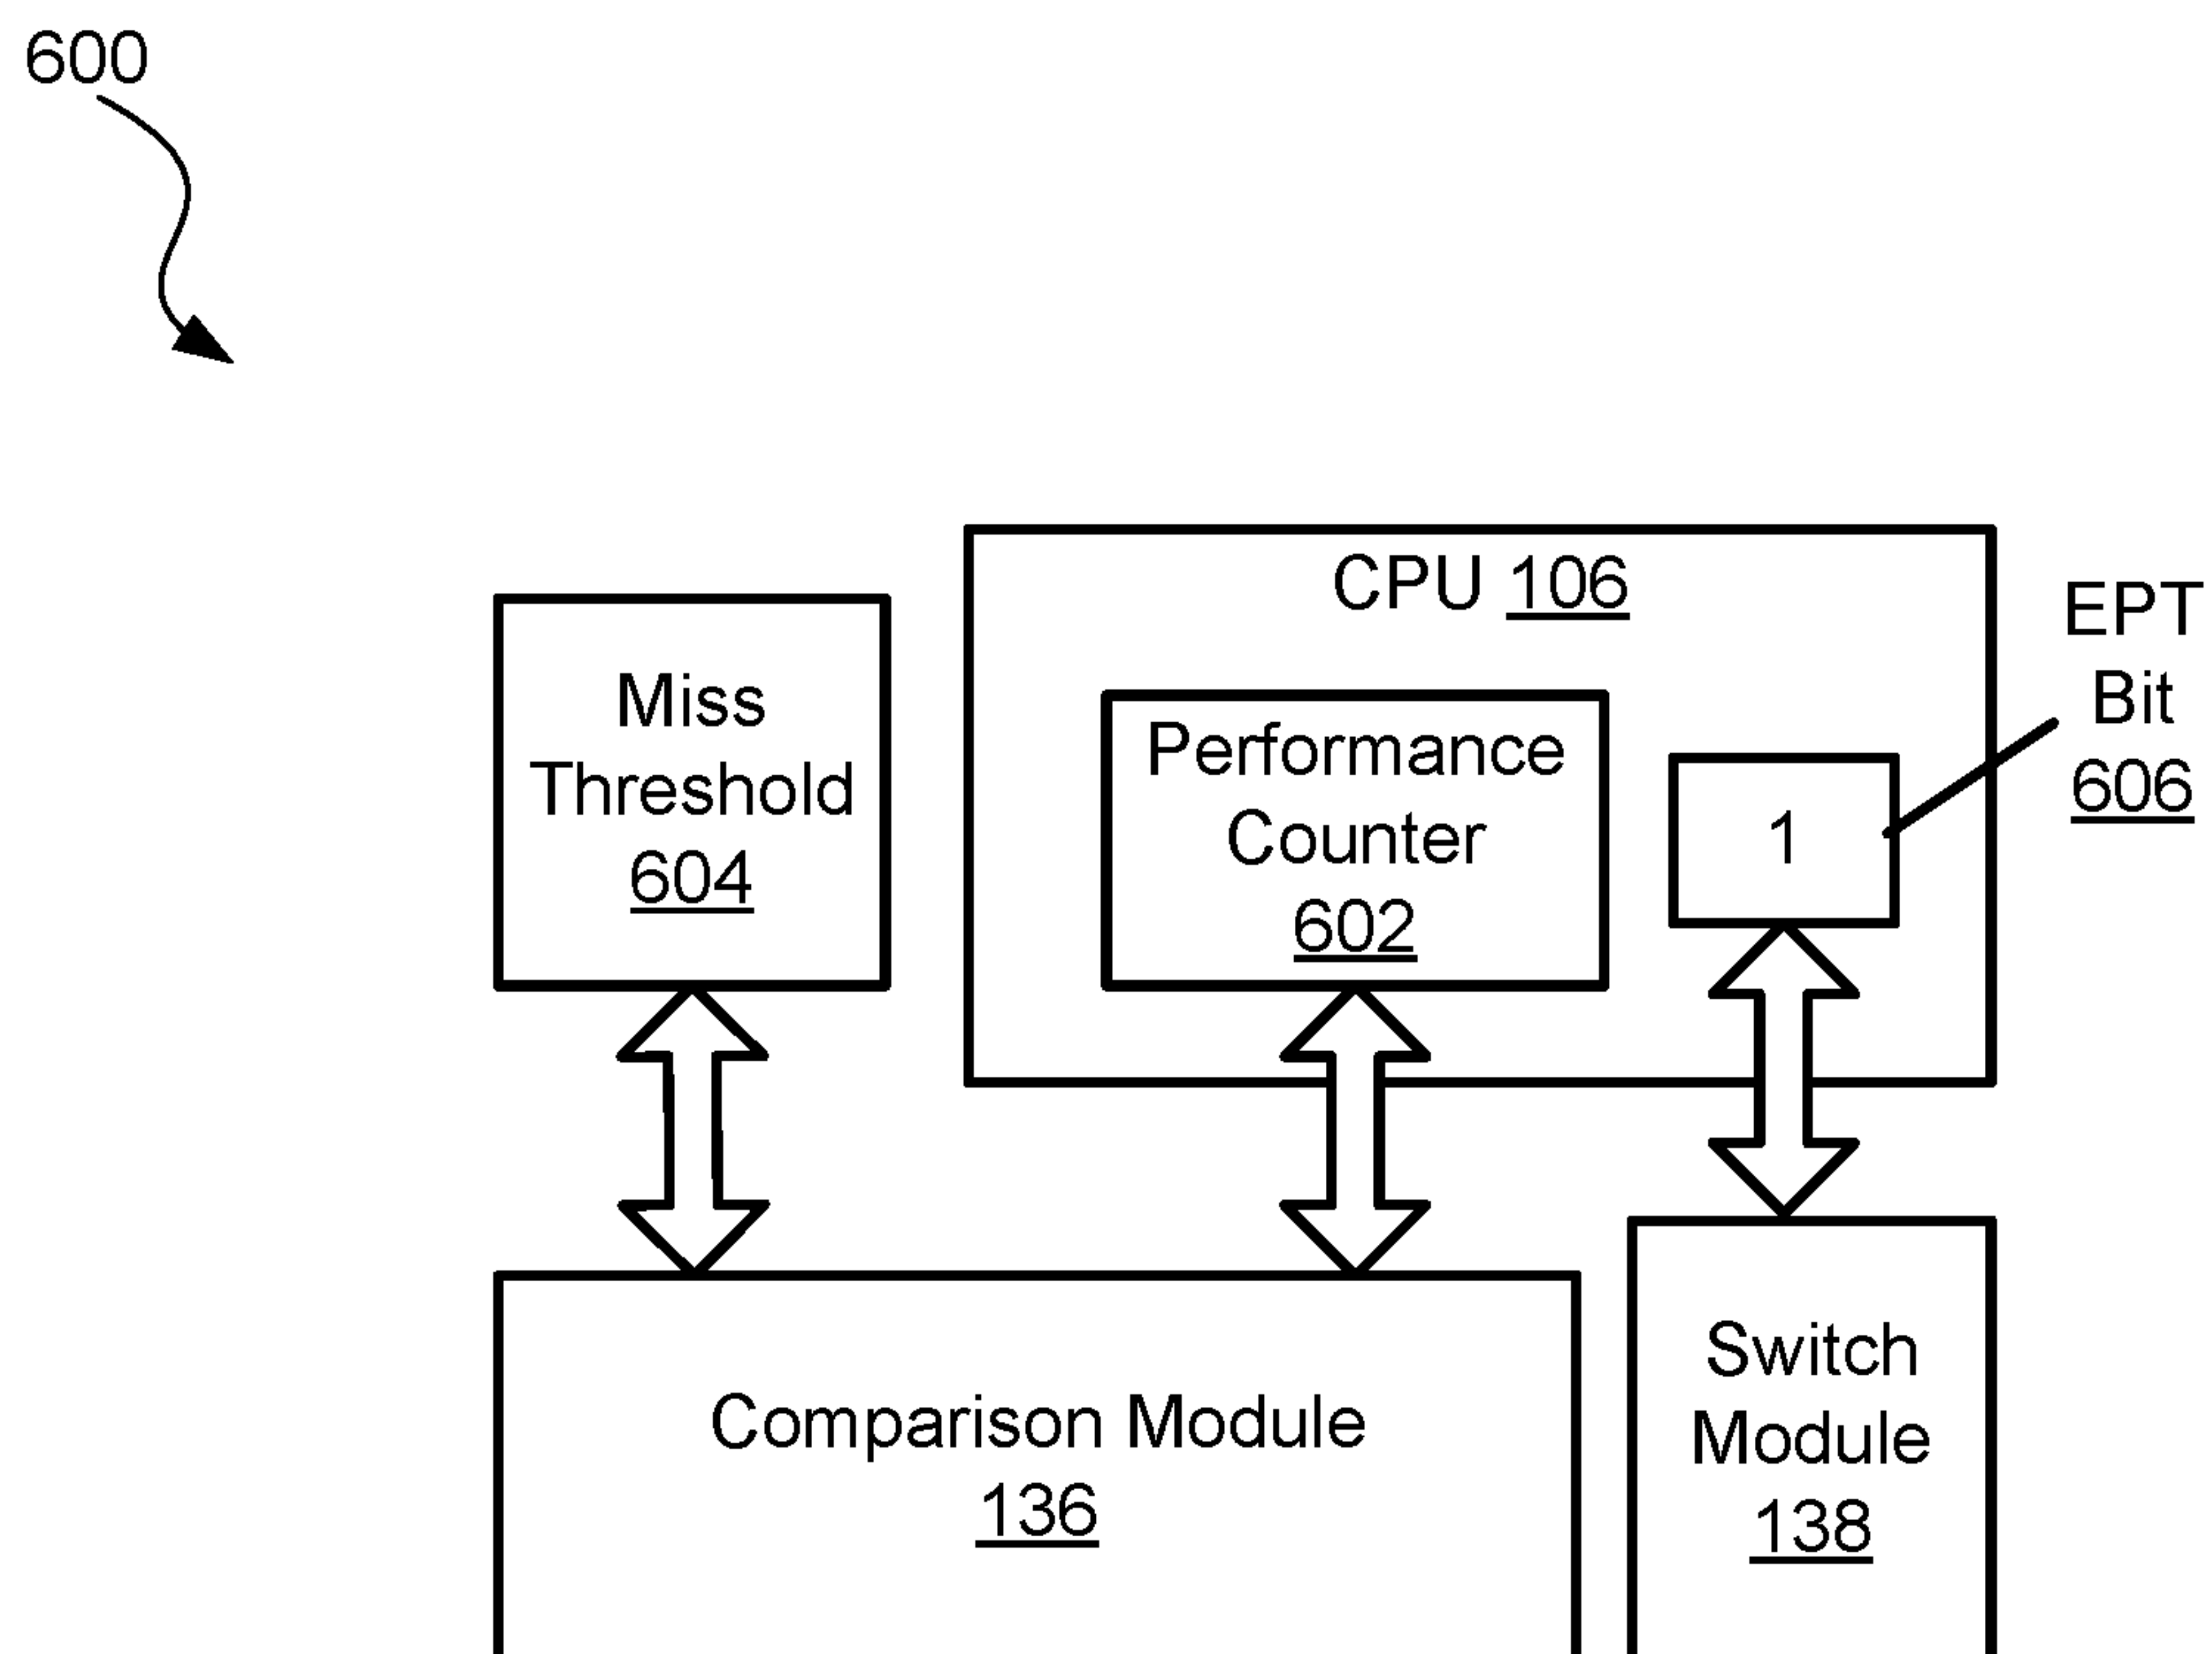 600
CPU 106
Miss
Threshold
604
Performance
Counter
602
1
EPT
Bit
606
Comparison Module
136
Switch
Module
138